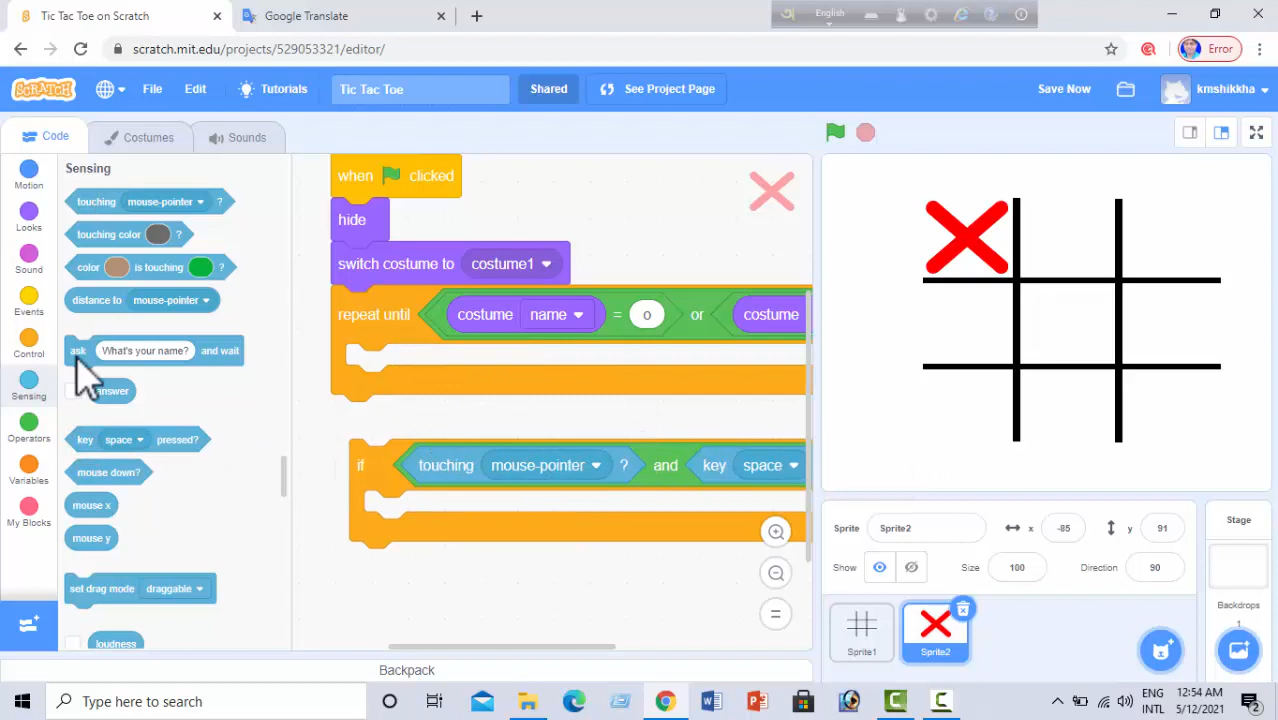 Tic Tac Toe on Scratch
Google Translate
English
scratch.mit.edu/projects/529053321/editor/
Error
SCRATCH
File
Edit
Tutorials
Tic Tac Toe
Shared
See Project Page
Save Now
kmshikkha
Code
Costumes
Sounds
Motion
Looks
Sound
Events
Control
Sensing
Operators
Variables
My Blocks
Sensing
touching mouse-pointer ?
touching color ?
color is touching ?
distance to mouse-pointer
ask What's your name? and wait
answer
key space pressed?
mouse down?
mouse x
mouse y
set drag mode draggable
loudness
when clicked
hide
switch costume to costume1
repeat until costume name = o or costume
if touching mouse-pointer ? and key space
Backpack
Sprite Sprite2 x -85 y 91
Show Size 100 Direction 90
Sprite1
Sprite2
Stage
Backdrops
1
Type here to search
ENG
INTL
12:54 AM
5/12/2021
2